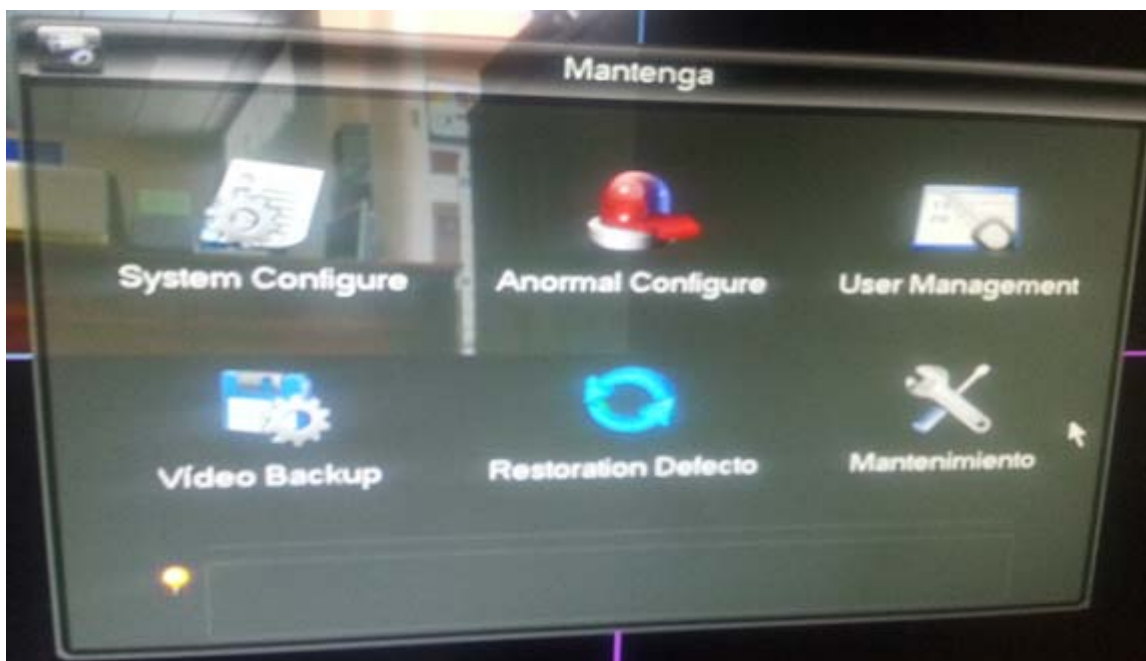 Mantenga
System Configure
Anormal Configure
User Management
Vídeo Backup
Restoration Defecto
Mantenimiento